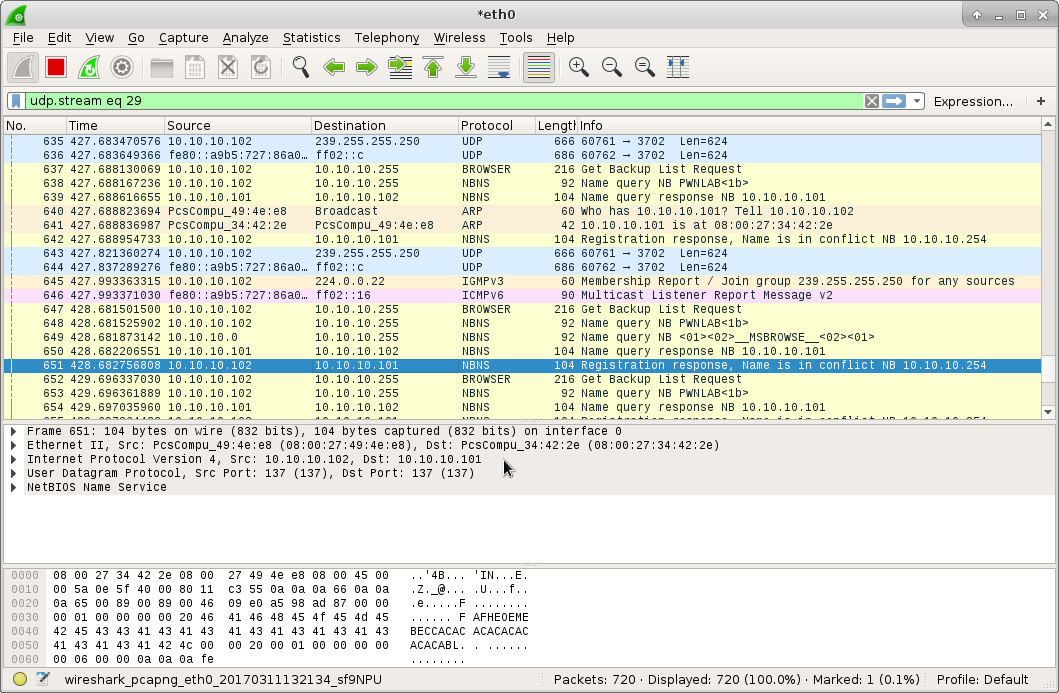 *eth0
File Edit View Go Capture Analyze Statistics Telephony Wireless Tools Help
udp.stream eq 29 Expression... +
No. Time Source Destination Protocol Length Info
635 427.683470576 10.10.10.102 239.255.255.250 UDP 666 60761 → 3702 Len=624
636 427.683649366 fe80::a9b5:727:86a0… ff02::c UDP 686 60762 → 3702 Len=624
637 427.688130069 10.10.10.102 10.10.10.255 BROWSER 216 Get Backup List Request
638 427.688167236 10.10.10.102 10.10.10.255 NBNS 92 Name query NB PWNLAB<1b>
639 427.688616655 10.10.10.101 10.10.10.102 NBNS 104 Name query response NB 10.10.10.101
640 427.688823694 PcsCompu_49:4e:e8 Broadcast ARP 60 Who has 10.10.10.101? Tell 10.10.10.102
641 427.688836987 PcsCompu_34:42:2e PcsCompu_49:4e:e8 ARP 42 10.10.10.101 is at 08:00:27:34:42:2e
642 427.688954733 10.10.10.102 10.10.10.101 NBNS 104 Registration response, Name is in conflict NB 10.10.10.254
643 427.821360274 10.10.10.102 239.255.255.250 UDP 666 60761 → 3702 Len=624
644 427.837289276 fe80::a9b5:727:86a0… ff02::c UDP 686 60762 → 3702 Len=624
645 427.993363315 10.10.10.102 224.0.0.22 IGMPv3 60 Membership Report / Join group 239.255.255.250 for any sources
646 427.993371030 fe80::a9b5:727:86a0… ff02::16 ICMPv6 90 Multicast Listener Report Message v2
647 428.681501500 10.10.10.102 10.10.10.255 BROWSER 216 Get Backup List Request
648 428.681525902 10.10.10.102 10.10.10.255 NBNS 92 Name query NB PWNLAB<1b>
649 428.681873142 10.10.10.0 10.10.10.255 NBNS 92 Name query NB <01><02>__MSBROWSE__<02><01>
650 428.682206551 10.10.10.101 10.10.10.102 NBNS 104 Name query response NB 10.10.10.101
651 428.682756808 10.10.10.102 10.10.10.101 NBNS 104 Registration response, Name is in conflict NB 10.10.10.254
652 429.696337030 10.10.10.102 10.10.10.255 BROWSER 216 Get Backup List Request
653 429.696361889 10.10.10.102 10.10.10.255 NBNS 92 Name query NB PWNLAB<1b>
654 429.697035960 10.10.10.101 10.10.10.102 NBNS 104 Name query response NB 10.10.10.101
Frame 651: 104 bytes on wire (832 bits), 104 bytes captured (832 bits) on interface 0
Ethernet II, Src: PcsCompu_49:4e:e8 (08:00:27:49:4e:e8), Dst: PcsCompu_34:42:2e (08:00:27:34:42:2e)
Internet Protocol Version 4, Src: 10.10.10.102, Dst: 10.10.10.101
User Datagram Protocol, Src Port: 137 (137), Dst Port: 137 (137)
NetBIOS Name Service
0000 08 00 27 34 42 2e 08 00 27 49 4e e8 08 00 45 00 ..'4B... 'IN...E.
0010 00 5a 0e 5f 40 00 80 11 c3 55 0a 0a 0a 66 0a 0a .Z._@... .U...f..
0020 0a 65 00 89 00 89 00 46 09 e0 a5 98 ad 87 00 00 .e.....F ........
0030 00 01 00 00 00 00 20 46 41 46 48 45 4f 45 4d 45 ...... F AFHEOEME
0040 42 45 43 43 41 43 41 43 41 43 41 43 41 43 41 43 BECCACAC ACACACAC
0050 41 43 41 43 41 42 4c 00 00 20 00 01 00 00 00 00 ACACABL. . ......
0060 00 06 00 00 0a 0a 0a fe ........
wireshark_pcapng_eth0_20170311132134_sf9NPU Packets: 720 · Displayed: 720 (100.0%) · Marked: 1 (0.1%) Profile: Default